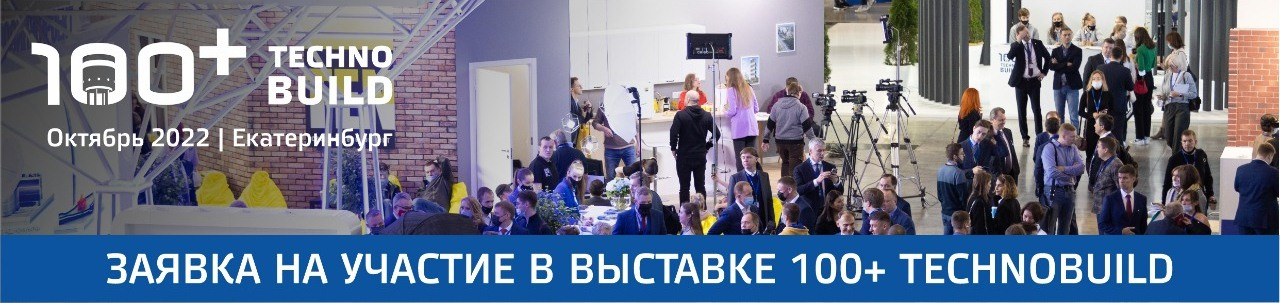 100+ TECHNO
BUILD
Октябрь 2022 | Екатеринбург
ЗАЯВКА НА УЧАСТИЕ В ВЫСТАВКЕ 100+ TECHNOBUILD